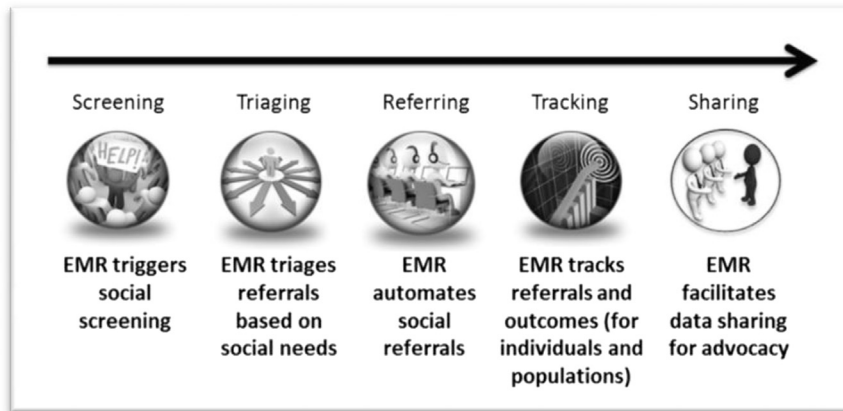 Screening Triaging Referring Tracking Sharing
HELP!
EMR triggers
social
screening
EMR triages
referrals
based on
social needs
EMR
automates
social
referrals
EMR tracks
referrals and
outcomes (for
individuals and
populations)
EMR
facilitates
data sharing
for advocacy